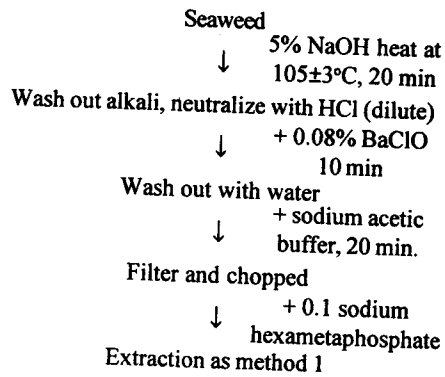 Seaweed
↓ 5% NaOH heat at
105±3°C, 20 min
Wash out alkali, neutralize with HCl (dilute)
↓ + 0.08% BaClO
10 min
Wash out with water
↓ + sodium acetic
buffer, 20 min.
Filter and chopped
↓ + 0.1 sodium
hexametaphosphate
Extraction as method 1